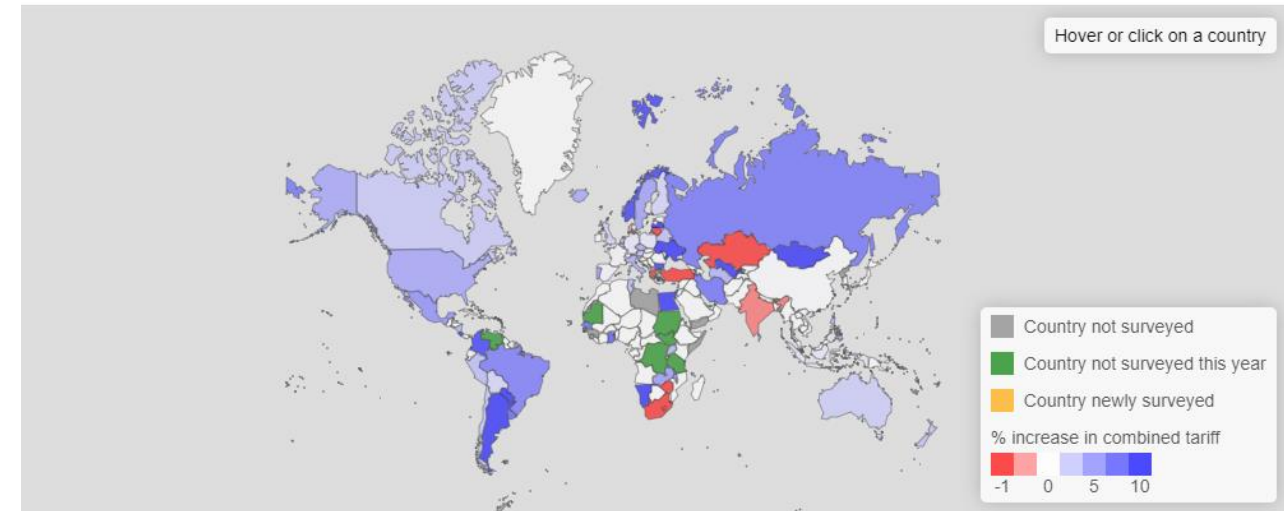 Hover or click on a country
Country not surveyed
Country not surveyed this year
Country newly surveyed
% increase in combined tariff
-1 0 5 10